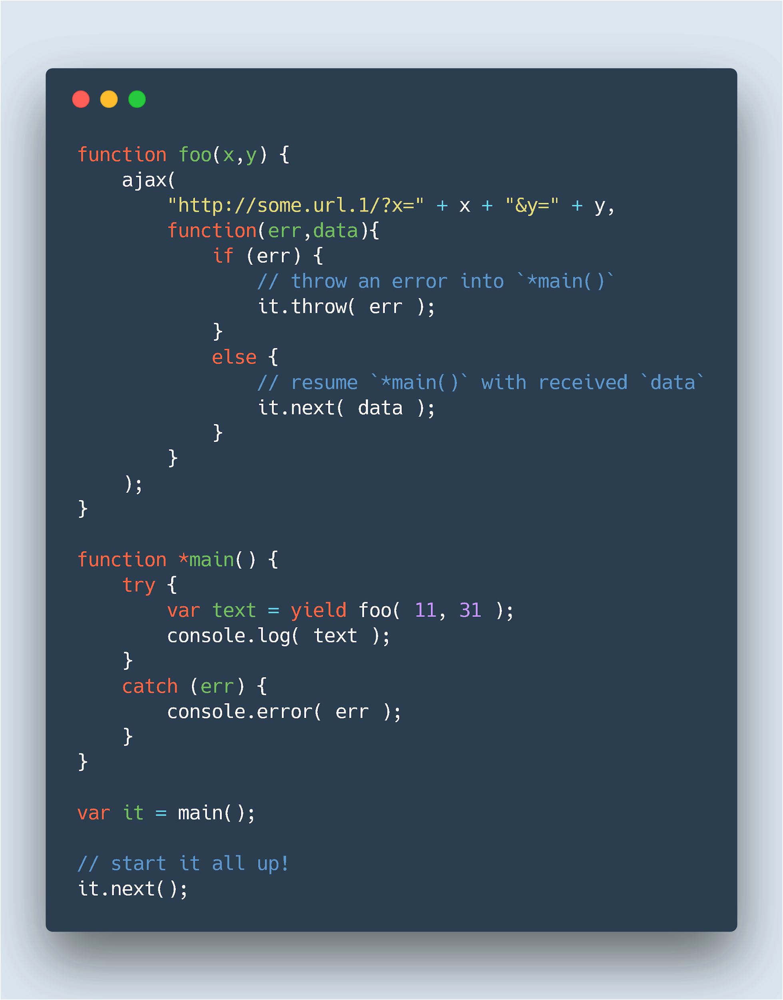 function foo(x,y) {
    ajax(
        "http://some.url.1/?x=" + x + "&y=" + y,
        function(err,data){
            if (err) {
                // throw an error into `*main()`
                it.throw( err );
            }
            else {
                // resume `*main()` with received `data`
                it.next( data );
            }
        }
    );
}

function *main() {
    try {
        var text = yield foo( 11, 31 );
        console.log( text );
    }
    catch (err) {
        console.error( err );
    }
}

var it = main();

// start it all up!
it.next();